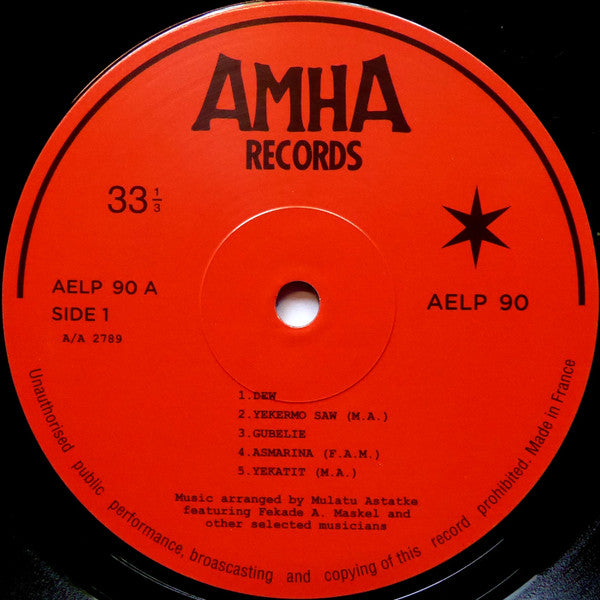 AMHA
RECORDS
33 1/3
AELP 90 A
SIDE 1
A/A 2789
AELP 90
1.DEW
2.YEKERMO SAW (M.A.)
3.GUBELIE
4.ASMARINA (F.A.M.)
5.YEKATIT (M.A.)
Music arranged by Mulatu Astatke
featuring Fekade A. Maskel and
other selected musicians
Unauthorised public performance, broascasting and copying of this record prohibited. Made in France